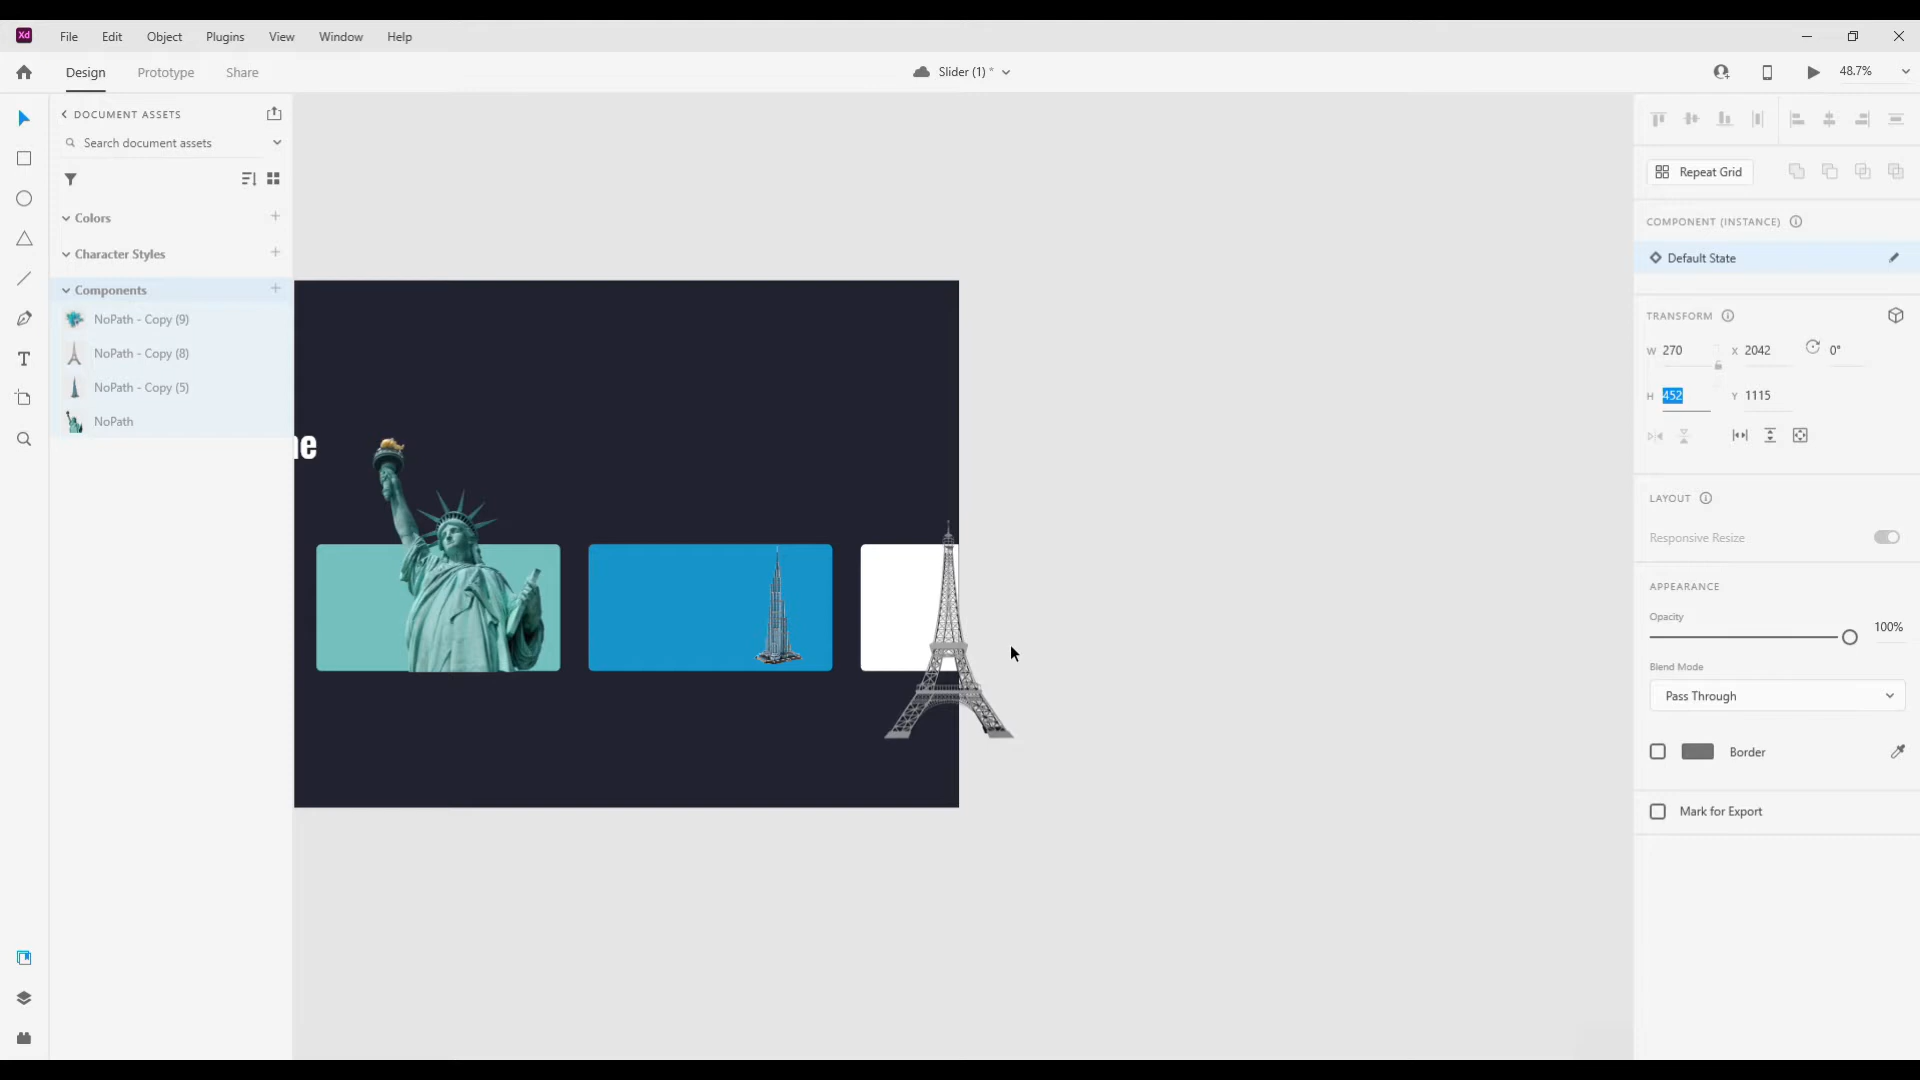 Xd File Edit Object Plugins View Window Help
Design Prototype Share Slider (1) * 48.7%
DOCUMENT ASSETS
Search document assets
Colors
Character Styles
Components
NoPath - Copy (9)
NoPath - Copy (8)
NoPath - Copy (5)
NoPath
T
Repeat Grid
COMPONENT (INSTANCE)
Default State
TRANSFORM
W 270 X 2042 0°
H 452 Y 1115
LAYOUT
Responsive Resize
APPEARANCE
Opacity
100%
Blend Mode
Pass Through
Border
Mark for Export